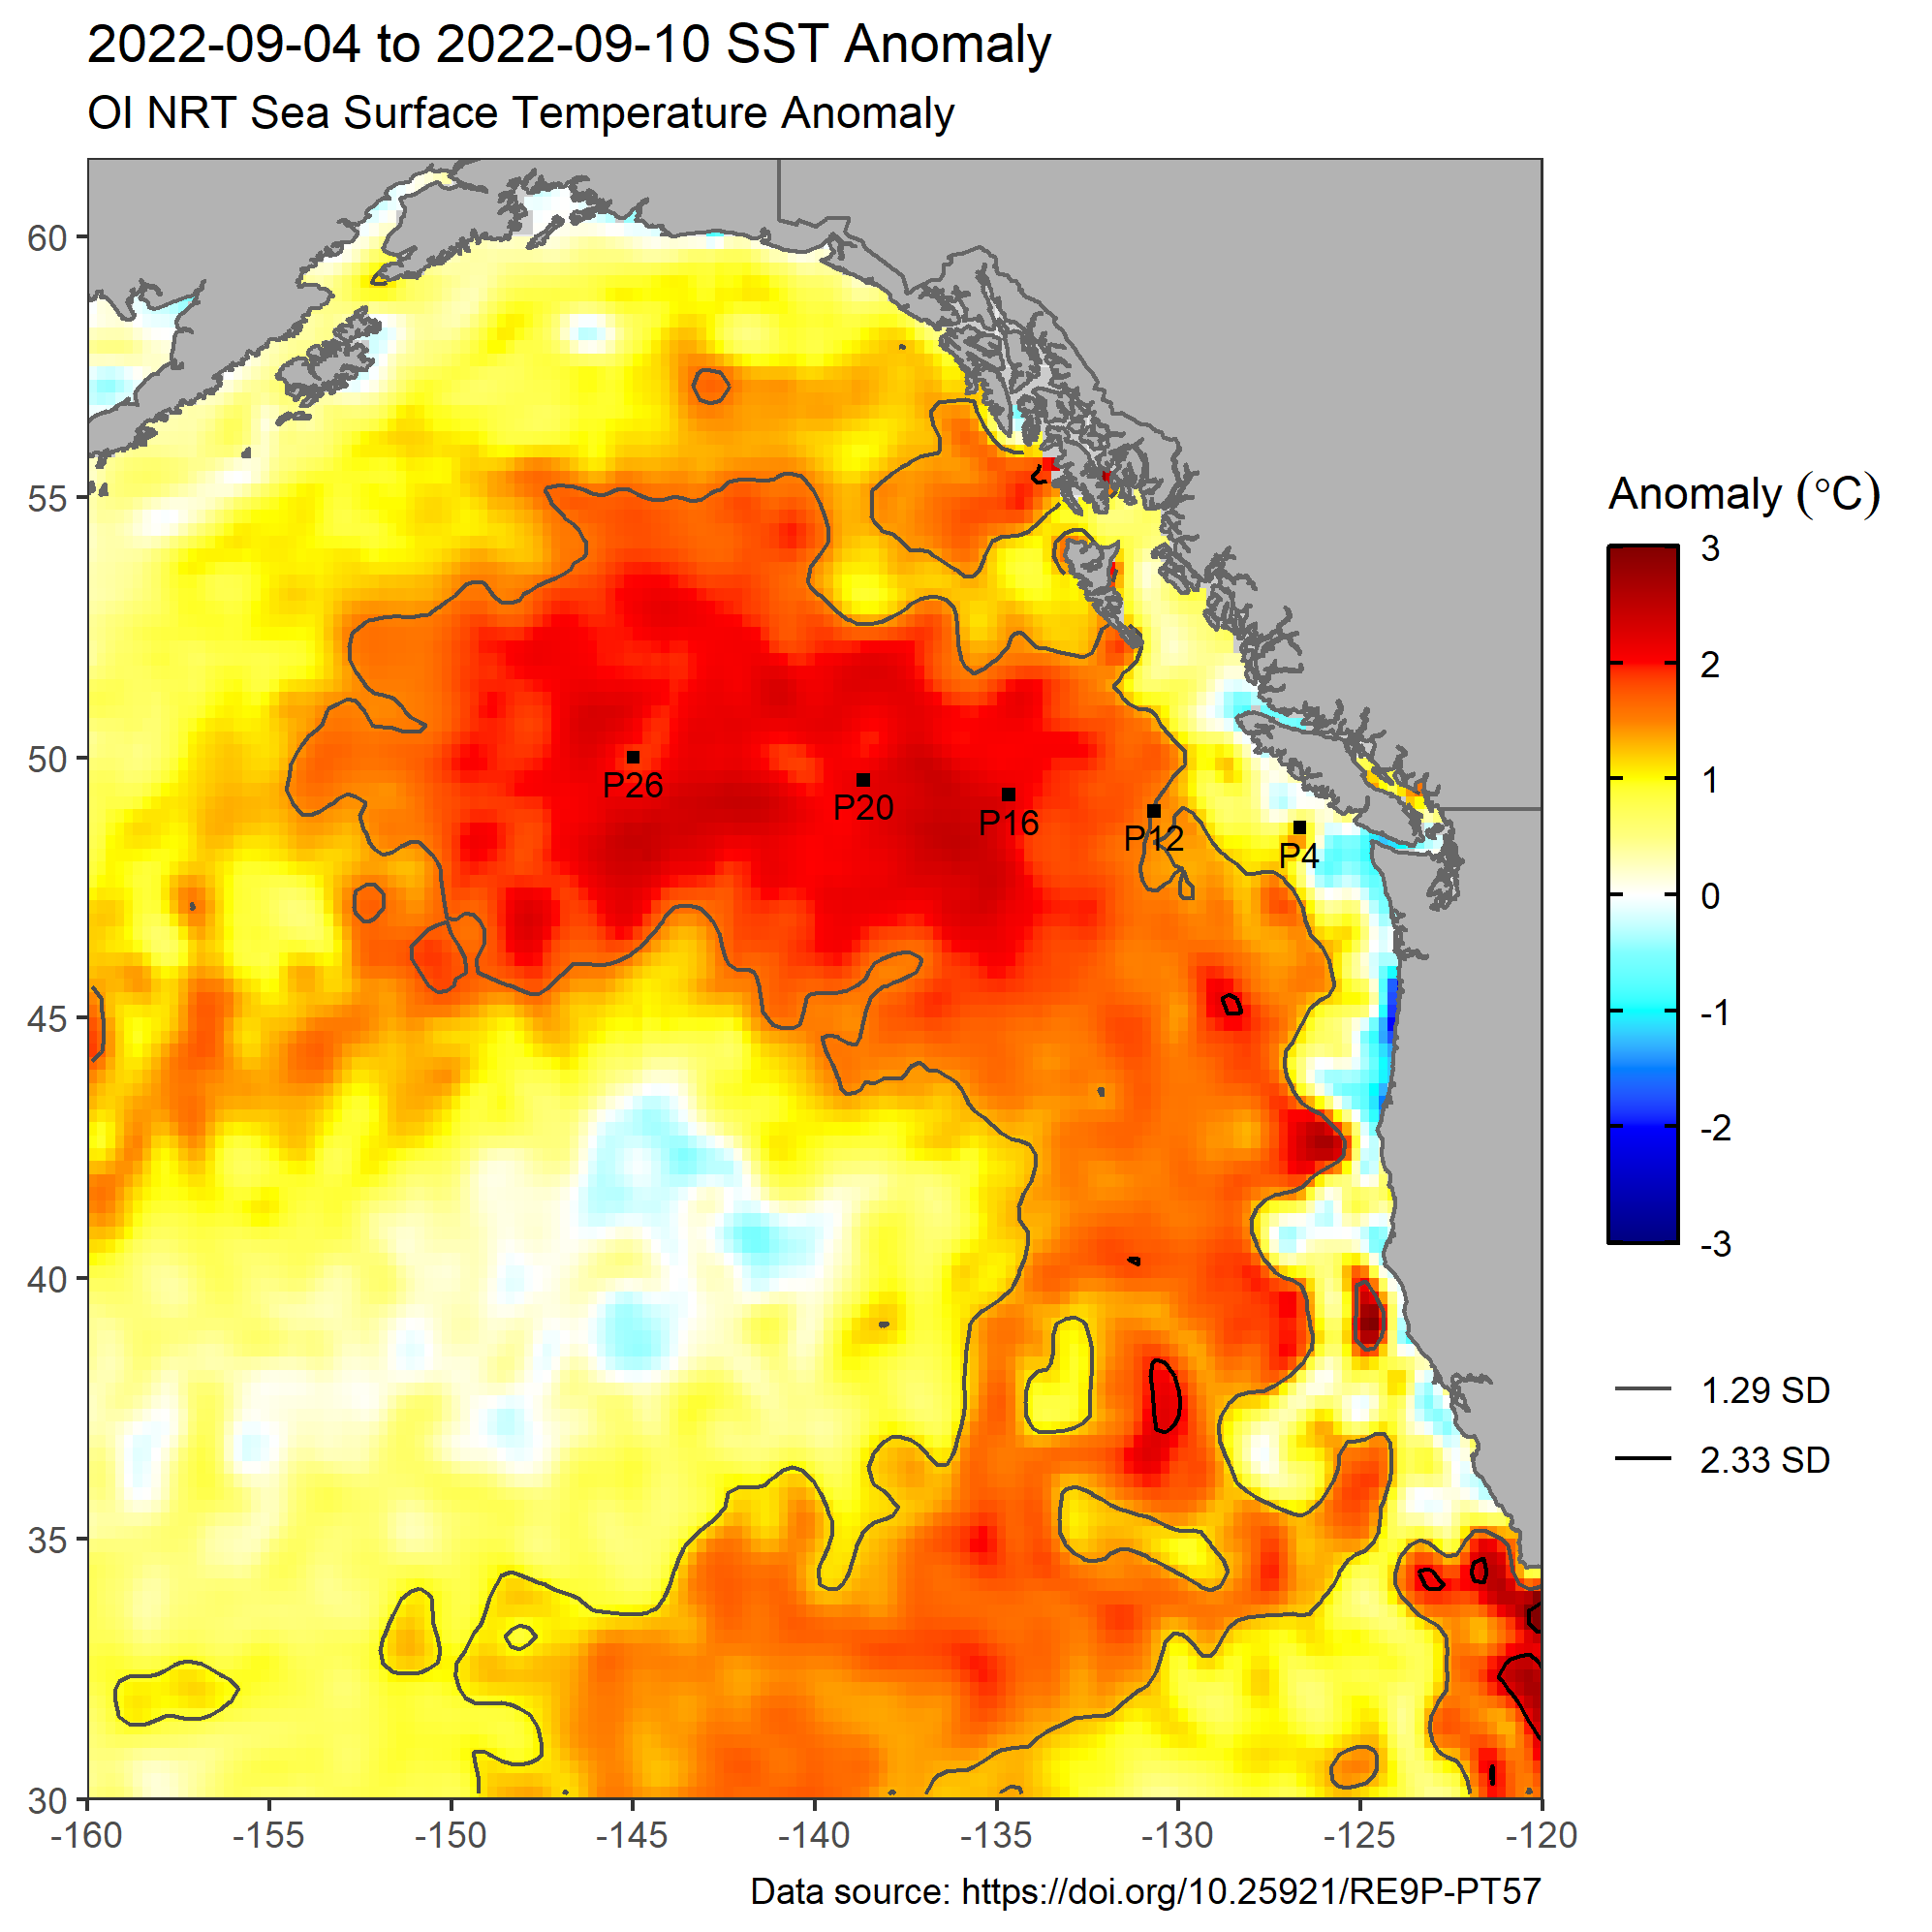 2022-09-04 to 2022-09-10 SST Anomaly
OI NRT Sea Surface Temperature Anomaly
60
55
50
45
40
35
30
-160
-155
-150
-145
-140
-135
-130
-125
-120
P26
P20
P16
P12
P4
Anomaly (°C)
3
2
1
0
-1
-2
-3
1.29 SD
2.33 SD
Data source: https://doi.org/10.25921/RE9P-PT57